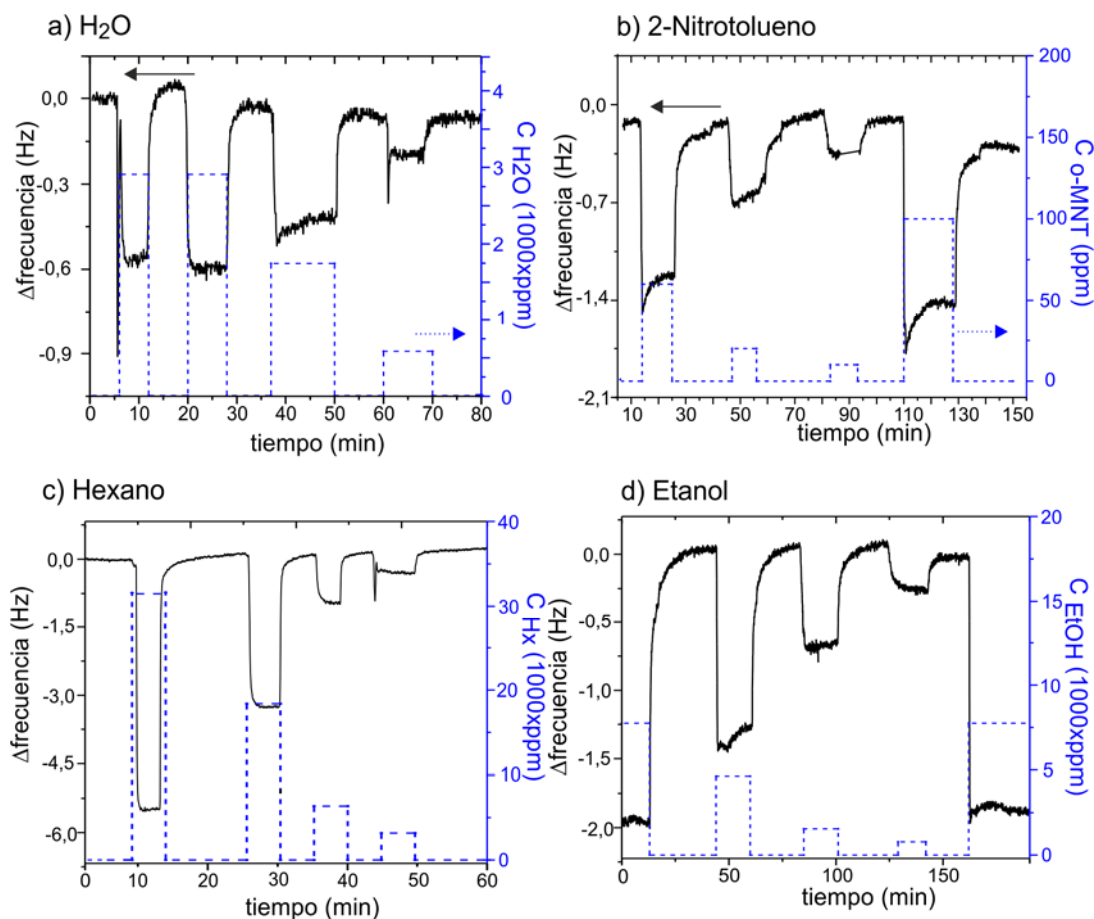 a) H₂O
0,0
-0,3
-0,6
-0,9
Δfrecuencia (Hz)
0 10 20 30 40 50 60 70 80
tiempo (min)
4
3
2
1
0
C H2O (1000xppm)
b) 2-Nitrotolueno
0,0
-0,7
-1,4
-2,1
Δfrecuencia (Hz)
10 30 50 70 90 110 130 150
tiempo (min)
200
150
100
50
0
C o-MNT (ppm)
c) Hexano
0,0
-1,5
-3,0
-4,5
-6,0
Δfrecuencia (Hz)
0 10 20 30 40 50 60
tiempo (min)
40
30
20
10
0
C Hx (1000xppm)
d) Etanol
0,0
-0,5
-1,0
-1,5
-2,0
Δfrecuencia (Hz)
0 50 100 150
tiempo (min)
20
15
10
5
0
C EtOH (1000xppm)